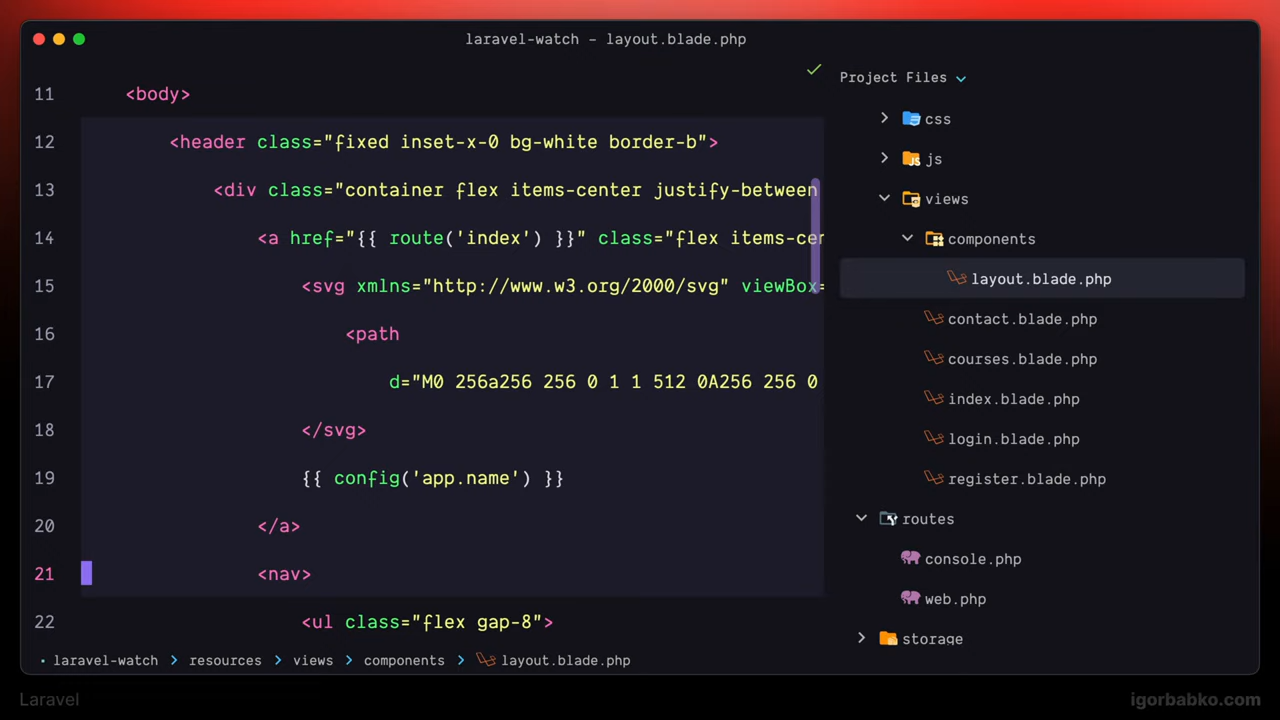 laravel-watch – layout.blade.php
11 <body>
12 <header class="fixed inset-x-0 bg-white border-b">
13 <div class="container flex items-center justify-between
14 <a href="{{ route('index') }}" class="flex items-cen
15 <svg xmlns="http://www.w3.org/2000/svg" viewBox=
16 <path
17 d="M0 256a256 256 0 1 1 512 0A256 256 0
18 </svg>
19 {{ config('app.name') }}
20 </a>
21 <nav>
22 <ul class="flex gap-8">
Project Files
css
js
views
components
layout.blade.php
contact.blade.php
courses.blade.php
index.blade.php
login.blade.php
register.blade.php
routes
console.php
web.php
storage
laravel-watch > resources > views > components > layout.blade.php
Laravel
igorbabko.com